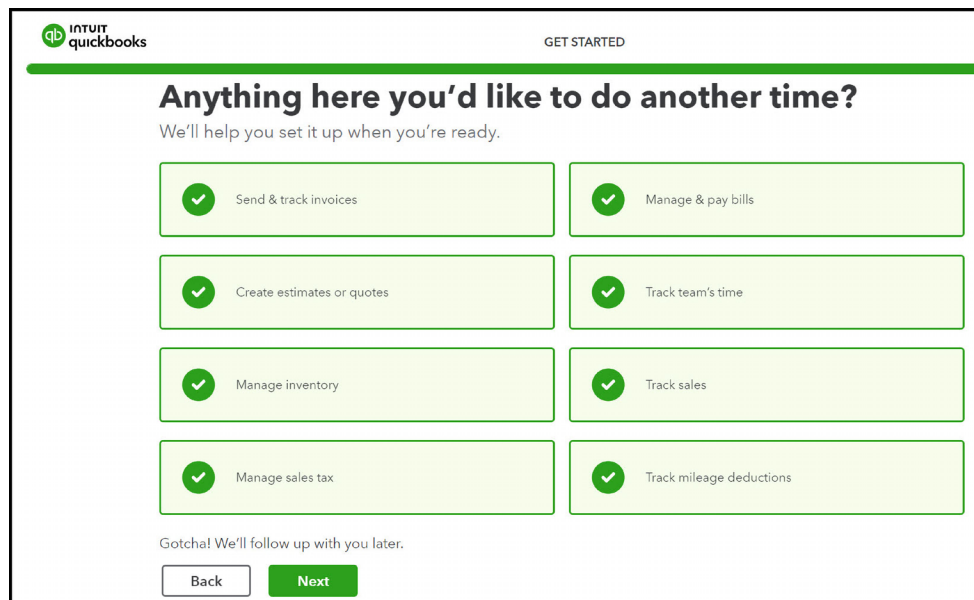 INTUIT
quickbooks
GET STARTED
Anything here you’d like to do another time?
We’ll help you set it up when you’re ready.
Send & track invoices
Manage & pay bills
Create estimates or quotes
Track team’s time
Manage inventory
Track sales
Manage sales tax
Track mileage deductions
Gotcha! We’ll follow up with you later.
Back
Next